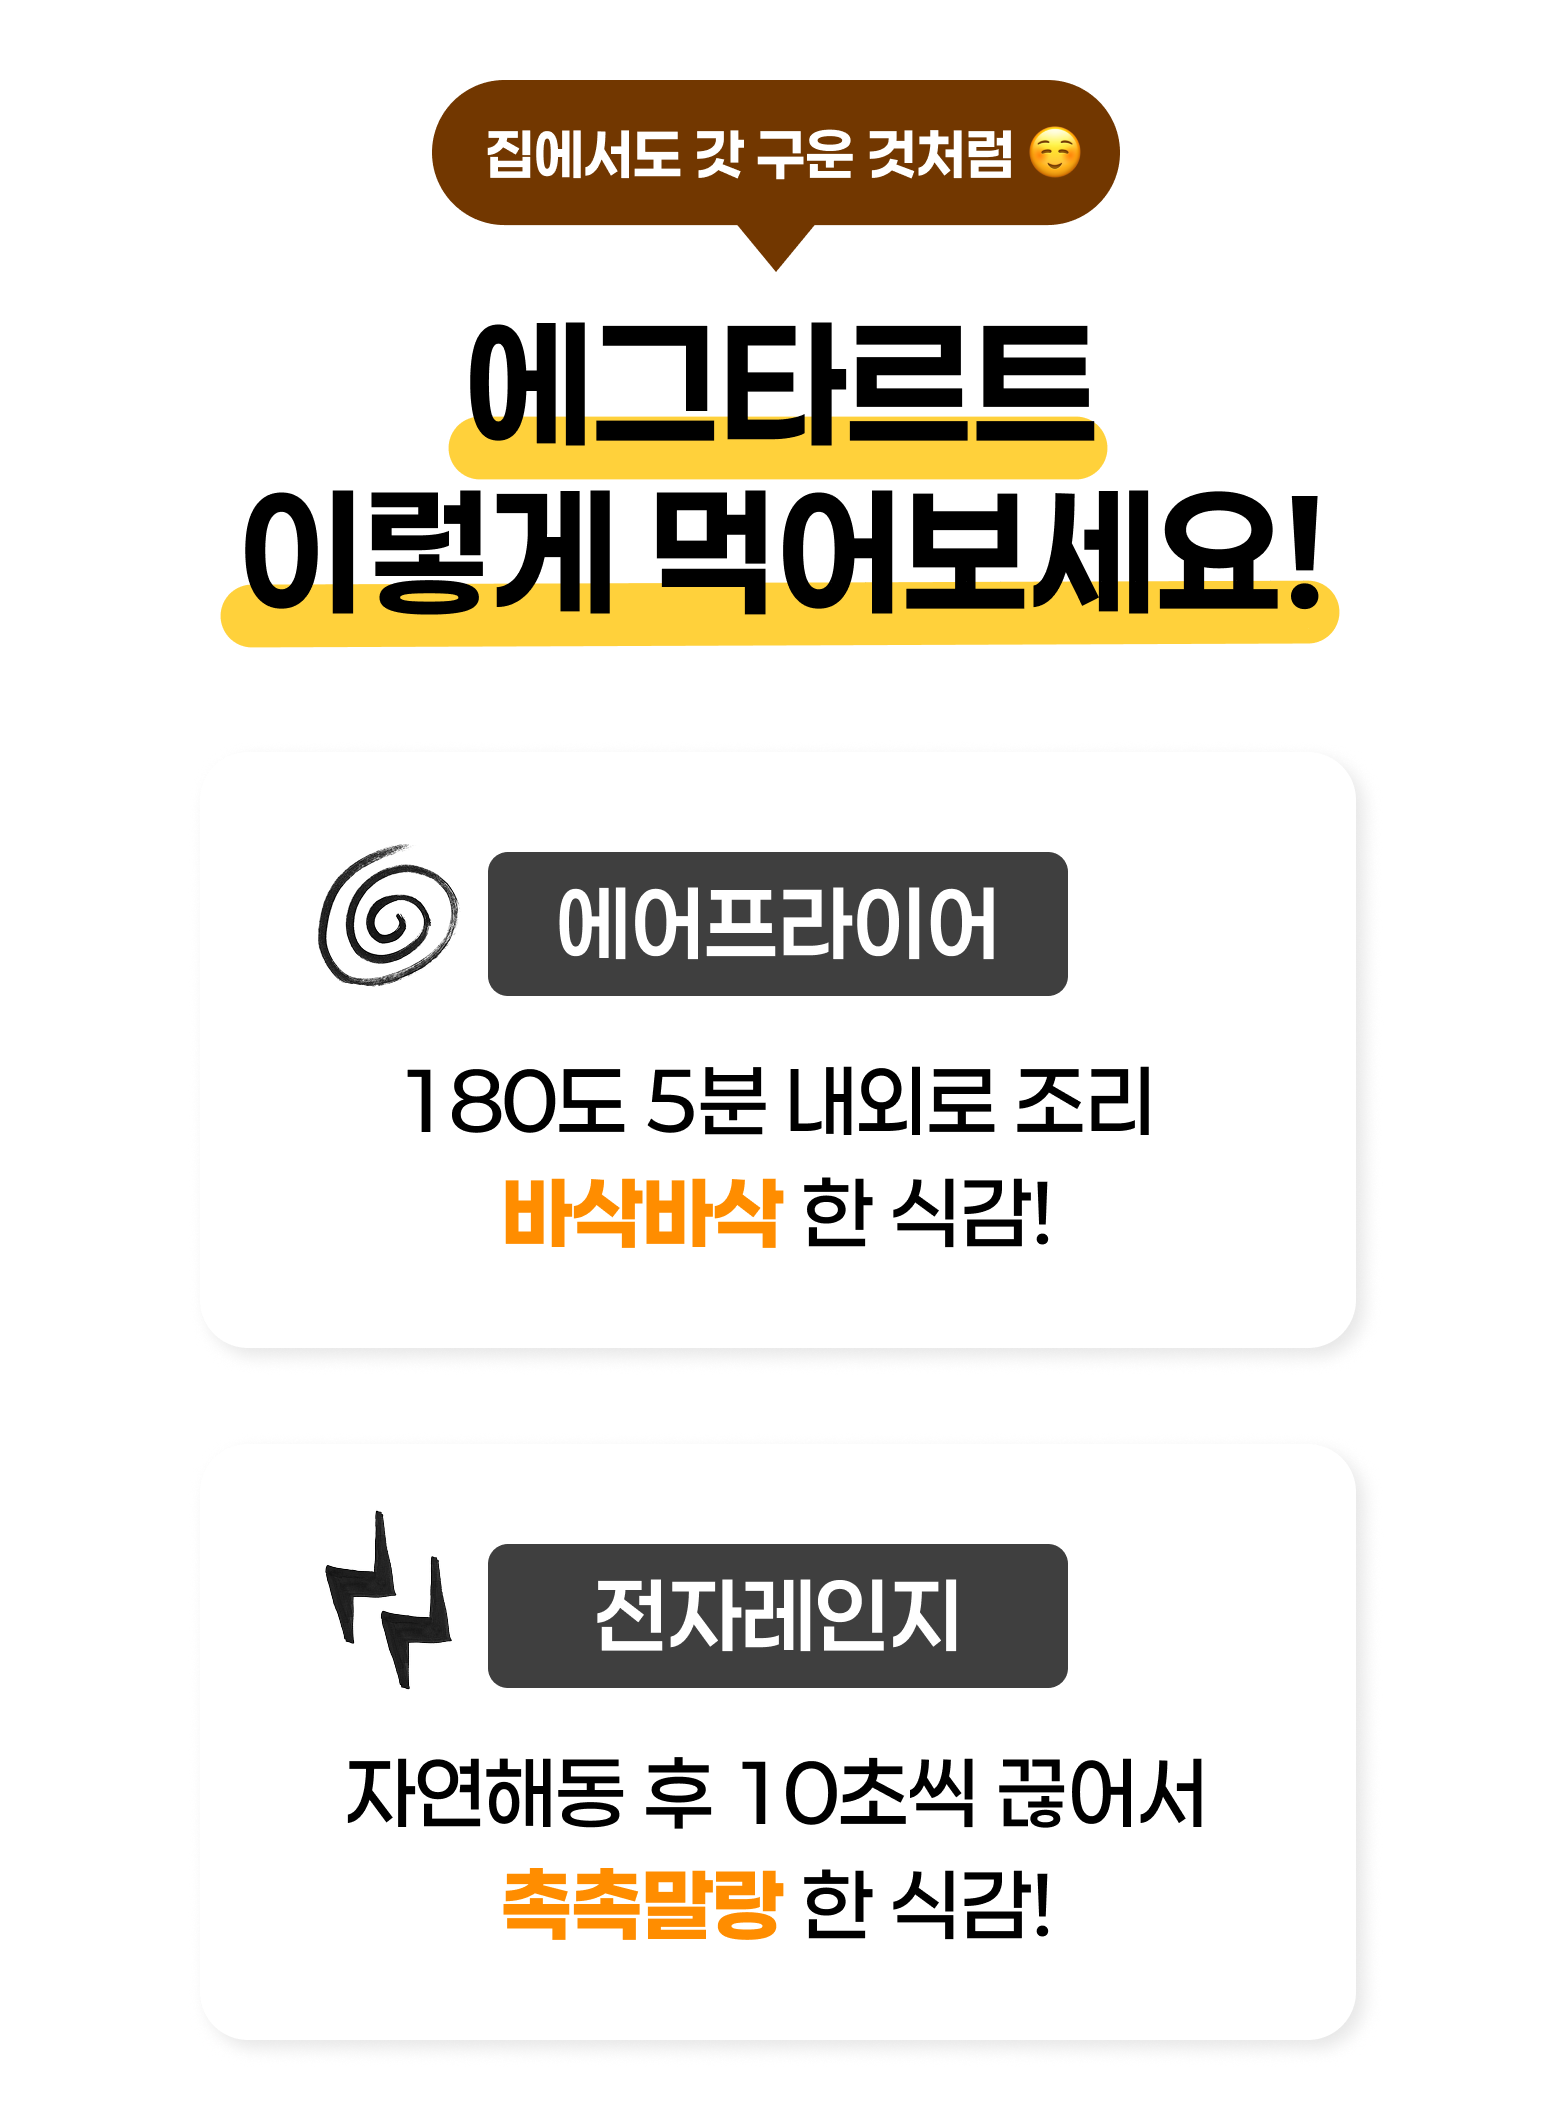 집에서도 갓 구운 것처럼 ☺️
에그타르트
이렇게 먹어보세요!
에어프라이어
180도 5분 내외로 조리
바삭바삭 한 식감!
전자레인지
자연해동 후 10초씩 끊어서
촉촉말랑 한 식감!